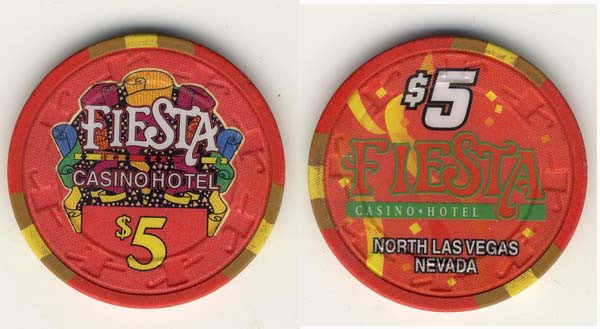 FIESTA
CASINO HOTEL
$5
$5
FIESTA
CASINO • HOTEL
NORTH LAS VEGAS
NEVADA